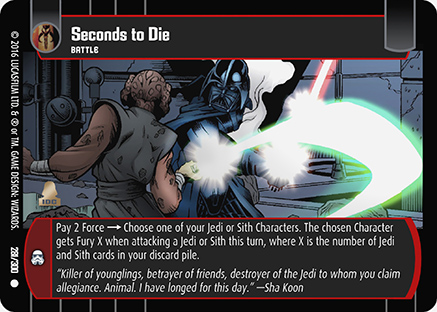 Seconds to Die
BATTLE
© 2016 LUCASFILM LTD. & ® OR TM. GAME DESIGN: WIZARDS.
28/300
100
Pay 2 Force → Choose one of your Jedi or Sith Characters. The chosen Character
gets Fury X when attacking a Jedi or Sith this turn, where X is the number of Jedi
and Sith cards in your discard pile.
"Killer of younglings, betrayer of friends, destroyer of the Jedi to whom you claim
allegiance. Animal. I have longed for this day." —Sha Koon